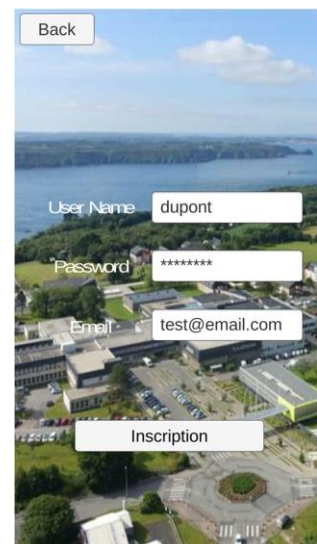 Back
User Name dupont
Password ********
Email test@email.com
Inscription